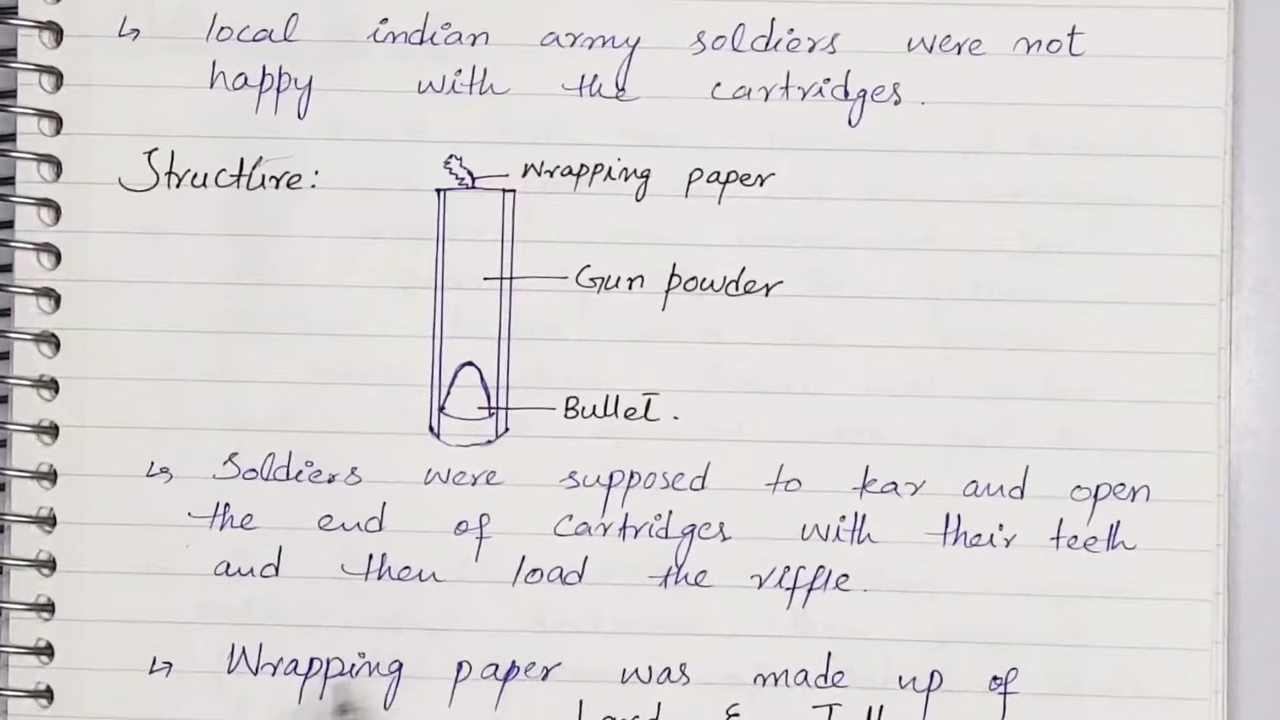 ↳ local indian army soldiers were not
happy with the cartridges.
Structure:
Wrapping paper
Gun powder
Bullet.
↳ Soldiers were supposed to tear and open
the end of cartridges with their teeth
and then load the riffle.
↳ Wrapping paper was made up of